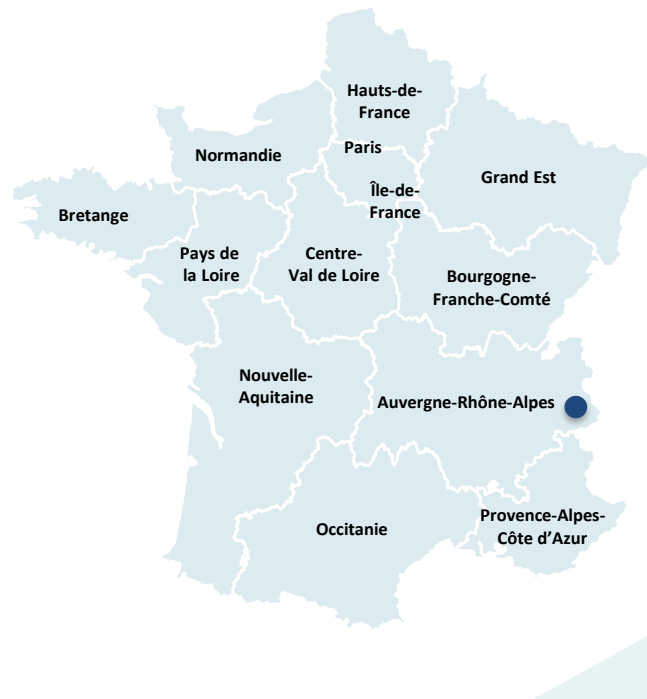 Hauts-de-
France
Paris
Normandie
Grand Est
Île-de-
France
Bretange
Pays de
la Loire
Centre-
Val de Loire
Bourgogne-
Franche-Comté
Nouvelle-
Aquitaine
Auvergne-Rhône-Alpes
Occitanie
Provence-Alpes-
Côte d’Azur